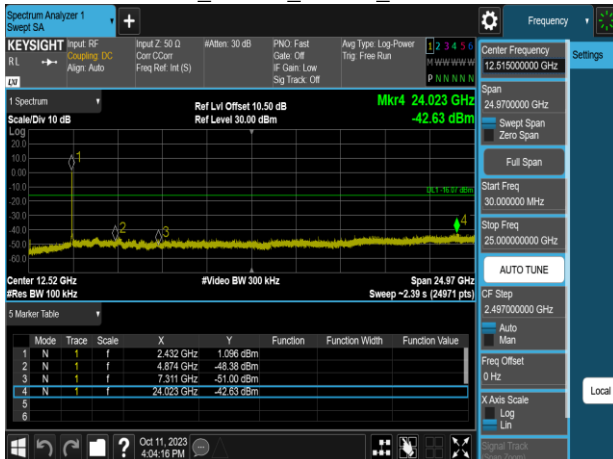 Spectrum Analyzer 1
Swept SA
+
Frequency
KEYSIGHT Input: RF
RL
Coupling: DC
Align: Auto
LXI
Input Z: 50 Ω
Corr CCorr
Freq Ref: Int (S)
#Atten: 30 dB
PNO: Fast
Gate: Off
IF Gain: Low
Sig Track: Off
Avg Type: Log-Power
Trig: Free Run
1 2 3 4 5 6
M W W W W W
P N N N N N
Center Frequency
12.515000000 GHz
Settings
Span
24.9700000 GHz
Swept Span
Zero Span
Full Span
Start Freq
30.000000 MHz
Stop Freq
25.000000000 GHz
AUTO TUNE
CF Step
2.497000000 GHz
Auto
Man
Freq Offset
0 Hz
X Axis Scale
Log
Lin
Signal Track
(Span Zoom)
Local
1 Spectrum
Scale/Div 10 dB
Ref Lvl Offset 10.50 dB
Ref Level 30.00 dBm
Mkr4 24.023 GHz
-42.63 dBm
Log
20.0
10.0
0.00
-10.0
-20.0
-30.0
-40.0
-50.0
-60.0
1
2
3
4
DL1 -16.07 dBm
Center 12.52 GHz
#Res BW 100 kHz
#Video BW 300 kHz
Span 24.97 GHz
Sweep ~2.39 s (24971 pts)
5 Marker Table
Mode Trace Scale X Y Function Function Width Function Value
1 N 1 f 2.432 GHz 1.096 dBm
2 N 1 f 4.874 GHz -48.38 dBm
3 N 1 f 7.311 GHz -51.00 dBm
4 N 1 f 24.023 GHz -42.63 dBm
5
6
?
Oct 11, 2023
4:04:16 PM